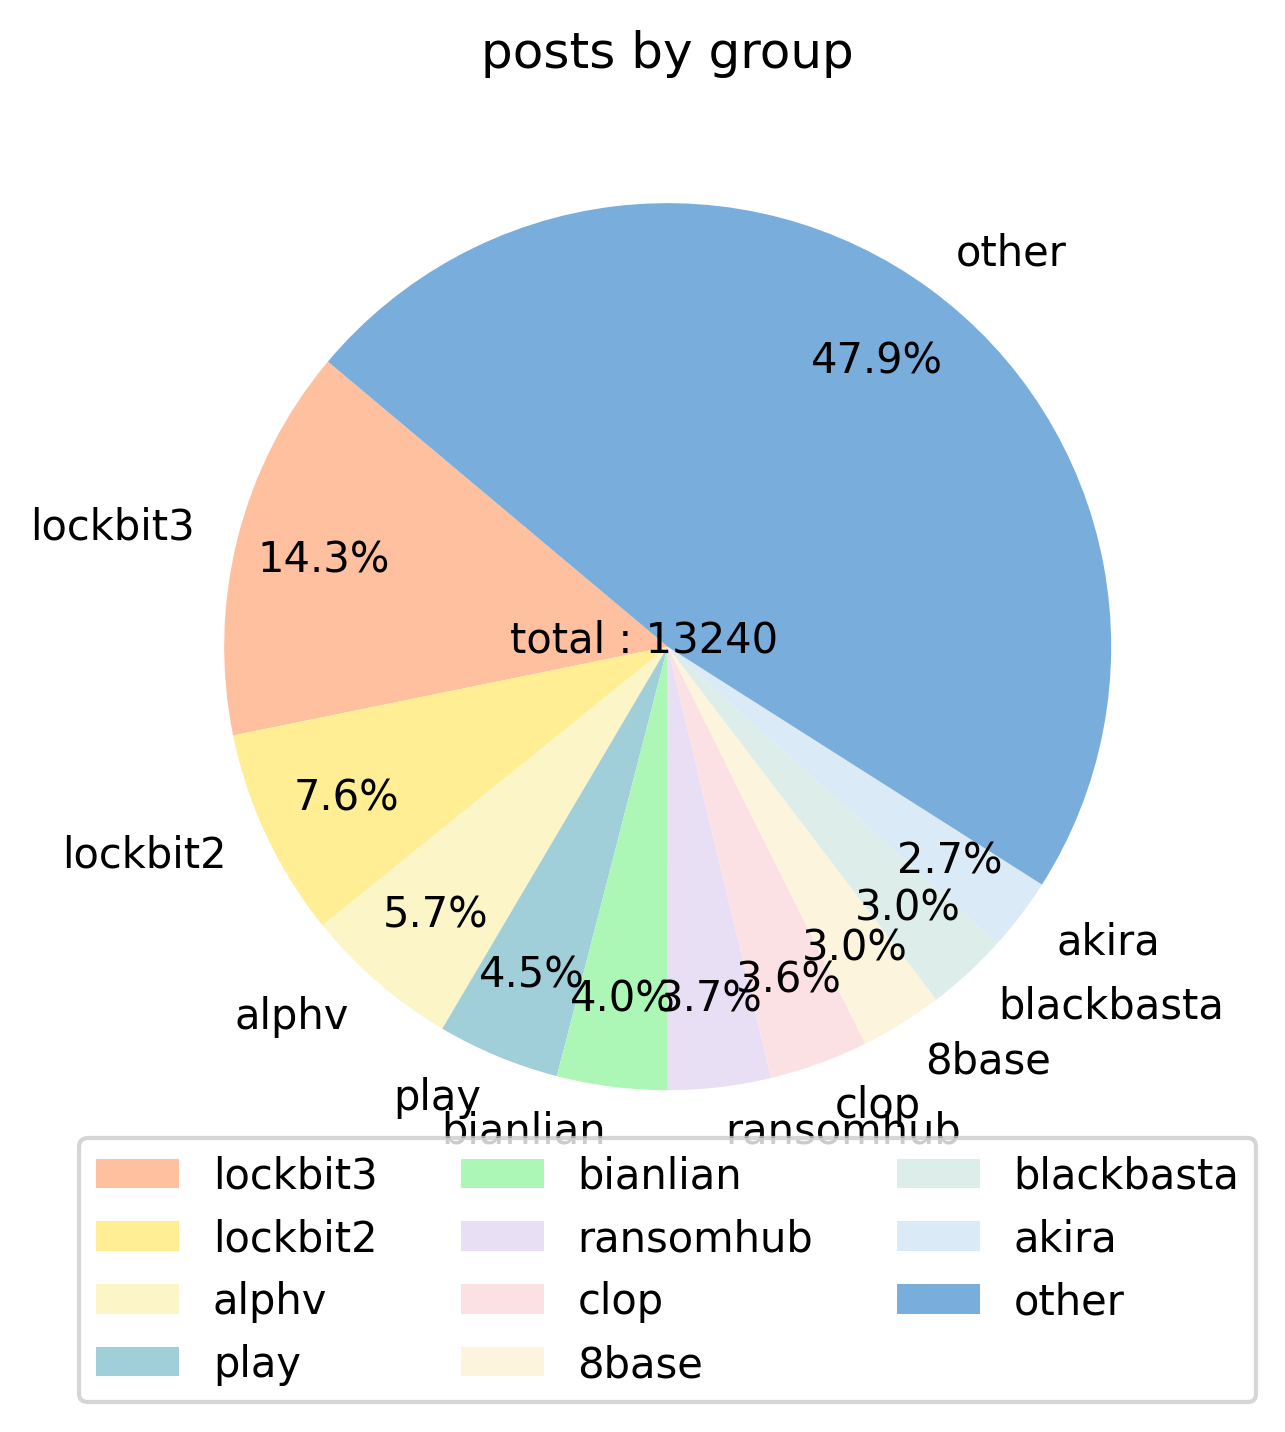 posts by group
other
47.9%
lockbit3
14.3%
total : 13240
lockbit2
7.6%
alphv
5.7%
play
4.5%
bianlian
4.0%
ransomhub
3.7%
clop
3.6%
8base
3.0%
blackbasta
3.0%
akira
2.7%
lockbit3
lockbit2
alphv
play
bianlian
ransomhub
clop
8base
blackbasta
akira
other